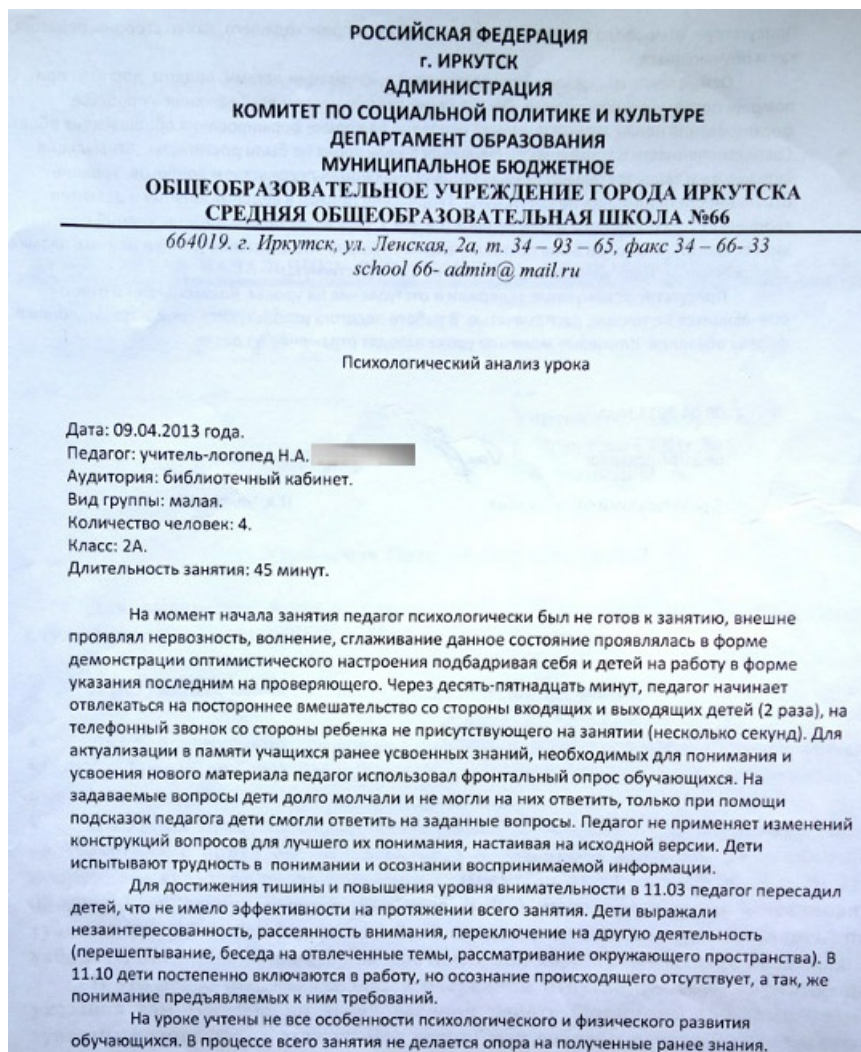 РОССИЙСКАЯ ФЕДЕРАЦИЯ
г. ИРКУТСК
АДМИНИСТРАЦИЯ
КОМИТЕТ ПО СОЦИАЛЬНОЙ ПОЛИТИКЕ И КУЛЬТУРЕ
ДЕПАРТАМЕНТ ОБРАЗОВАНИЯ
МУНИЦИПАЛЬНОЕ БЮДЖЕТНОЕ
ОБЩЕОБРАЗОВАТЕЛЬНОЕ УЧРЕЖДЕНИЕ ГОРОДА ИРКУТСКА
СРЕДНЯЯ ОБЩЕОБРАЗОВАТЕЛЬНАЯ ШКОЛА №66
664019. г. Иркутск, ул. Ленская, 2а, т. 34 – 93 – 65, факс 34 – 66- 33
school 66- admin@ mail.ru
Психологический анализ урока
Дата: 09.04.2013 года.
Педагог: учитель-логопед Н.А.
Аудитория: библиотечный кабинет.
Вид группы: малая.
Количество человек: 4.
Класс: 2А.
Длительность занятия: 45 минут.
На момент начала занятия педагог психологически был не готов к занятию, внешне
проявлял нервозность, волнение, сглаживание данное состояние проявлялась в форме
демонстрации оптимистического настроения подбадривая себя и детей на работу в форме
указания последним на проверяющего. Через десять-пятнадцать минут, педагог начинает
отвлекаться на постороннее вмешательство со стороны входящих и выходящих детей (2 раза), на
телефонный звонок со стороны ребенка не присутствующего на занятии (несколько секунд). Для
актуализации в памяти учащихся ранее усвоенных знаний, необходимых для понимания и
усвоения нового материала педагог использовал фронтальный опрос обучающихся. На
задаваемые вопросы дети долго молчали и не могли на них ответить, только при помощи
подсказок педагога дети смогли ответить на заданные вопросы. Педагог не применяет изменений
конструкций вопросов для лучшего их понимания, настаивая на исходной версии. Дети
испытывают трудность в понимании и осознании воспринимаемой информации.
Для достижения тишины и повышения уровня внимательности в 11.03 педагог пересадил
детей, что не имело эффективности на протяжении всего занятия. Дети выражали
незаинтересованность, рассеянность внимания, переключение на другую деятельность
(перешептывание, беседа на отвлеченные темы, рассматривание окружающего пространства). В
11.10 дети постепенно включаются в работу, но осознание происходящего отсутствует, а так, же
понимание предъявляемых к ним требований.
На уроке учтены не все особенности психологического и физического развития
обучающихся. В процессе всего занятия не делается опора на полученные ранее знания.